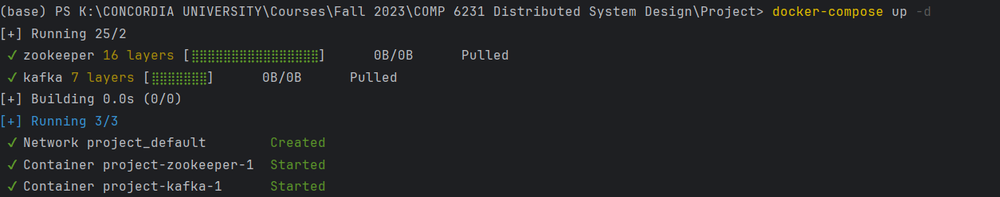 (base) PS K:\CONCORDIA UNIVERSITY\Courses\Fall 2023\COMP 6231 Distributed System Design\Project> docker-compose up -d
[+] Running 25/2
✓ zookeeper 16 layers [⣿⣿⣿⣿⣿⣿⣿⣿⣿⣿⣿⣿⣿⣿⣿⣿] 0B/0B Pulled
✓ kafka 7 layers [⣿⣿⣿⣿⣿⣿⣿] 0B/0B Pulled
[+] Building 0.0s (0/0)
[+] Running 3/3
✓ Network project_default Created
✓ Container project-zookeeper-1 Started
✓ Container project-kafka-1 Started